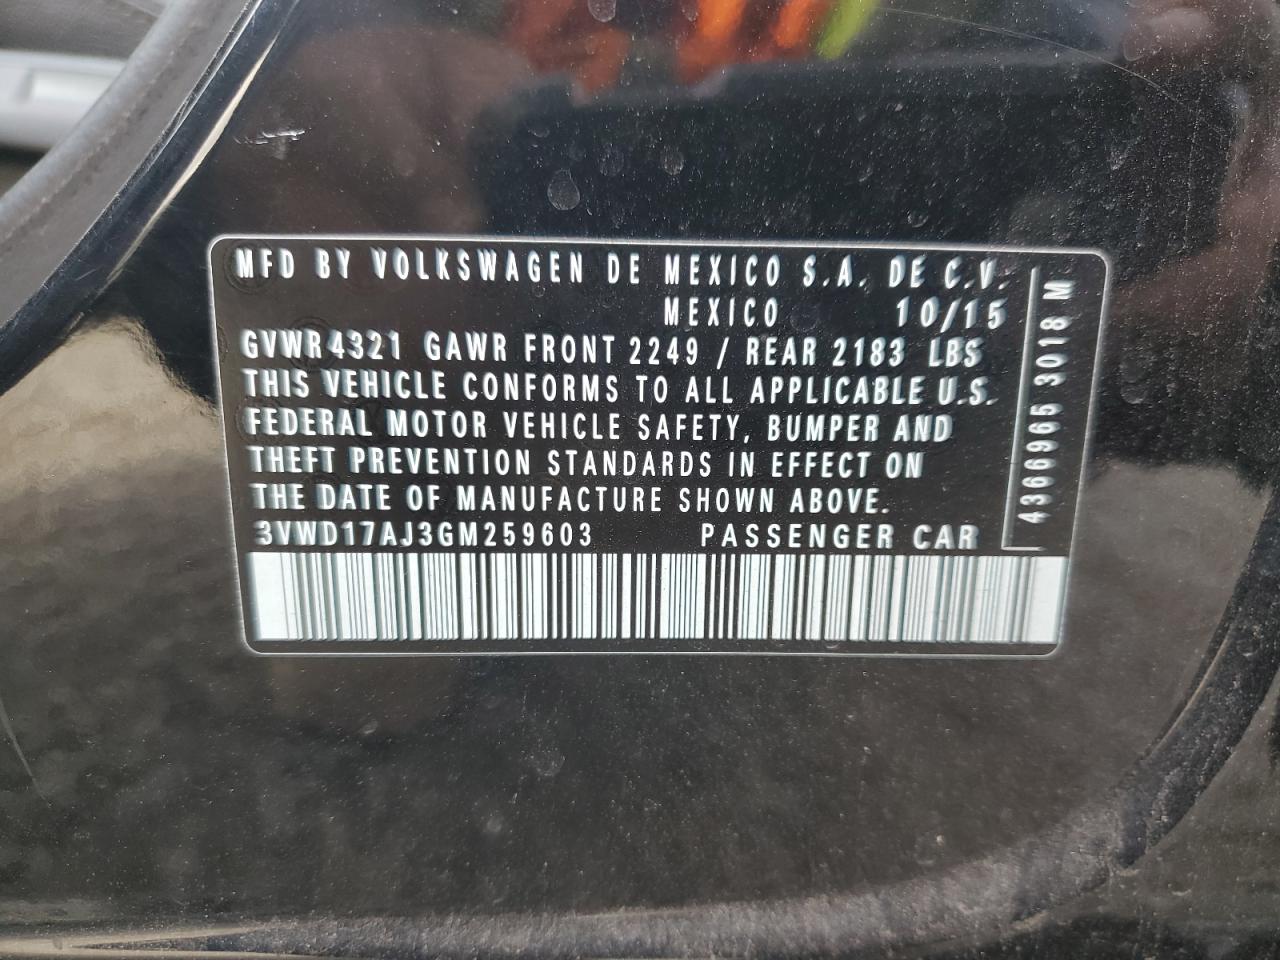 MFD BY VOLKSWAGEN DE MEXICO S.A. DE C.V.
MEXICO 10/15
GVWR4321 GAWR FRONT 2249 / REAR 2183 LBS
THIS VEHICLE CONFORMS TO ALL APPLICABLE U.S.
FEDERAL MOTOR VEHICLE SAFETY, BUMPER AND
THEFT PREVENTION STANDARDS IN EFFECT ON
THE DATE OF MANUFACTURE SHOWN ABOVE.
3VWD17AJ3GM259603 PASSENGER CAR
4366965 3018 M